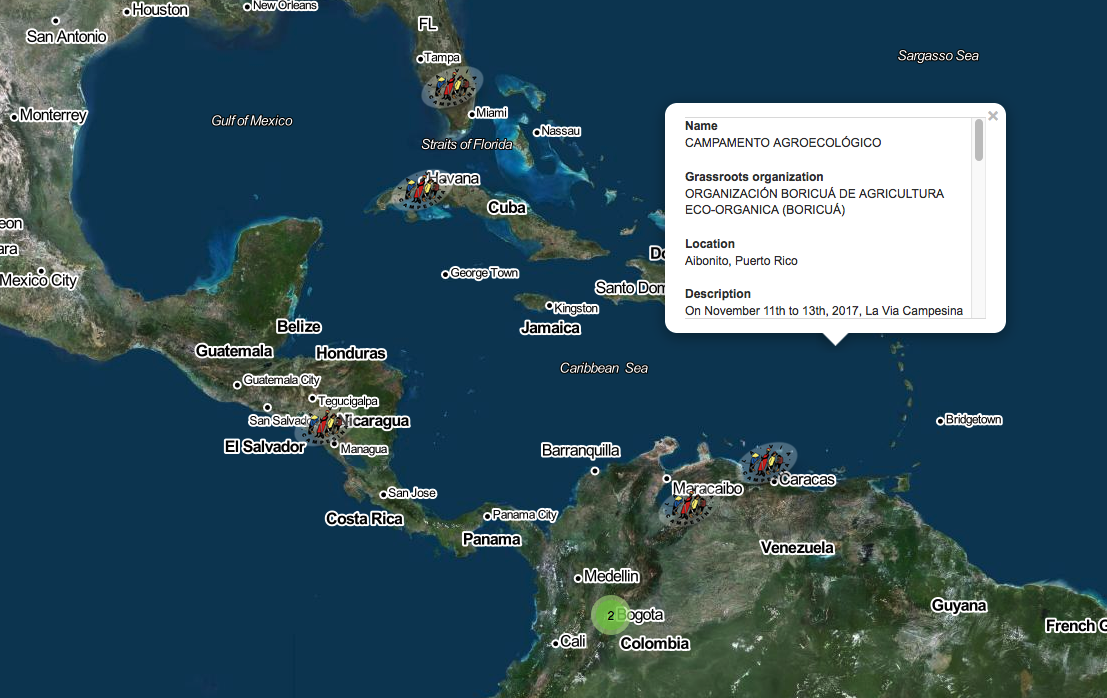 Houston
New Orleans
San Antonio
FL
Tampa
Sargasso Sea
Monterrey
Gulf of Mexico
Miami
Nassau
Straits of Florida
Havana
Cuba
Mexico City
George Town
Santo Dom
Kingston
Jamaica
Belize
Guatemala
Honduras
Caribbean Sea
Guatemala City
Tegucigalpa
San Salvad
Nicaragua
El Salvador
Managua
Bridgetown
Barranquilla
Maracaibo
Caracas
San Jose
Costa Rica
Panama City
Panama
Venezuela
Medellin
2
Bogota
Cali
Colombia
Guyana
French G
×
Name
CAMPAMENTO AGROECOLÓGICO
Grassroots organization
ORGANIZACIÓN BORICUÁ DE AGRICULTURA
ECO-ORGANICA (BORICUÁ)
Location
Aibonito, Puerto Rico
Description
On November 11th to 13th, 2017, La Via Campesina